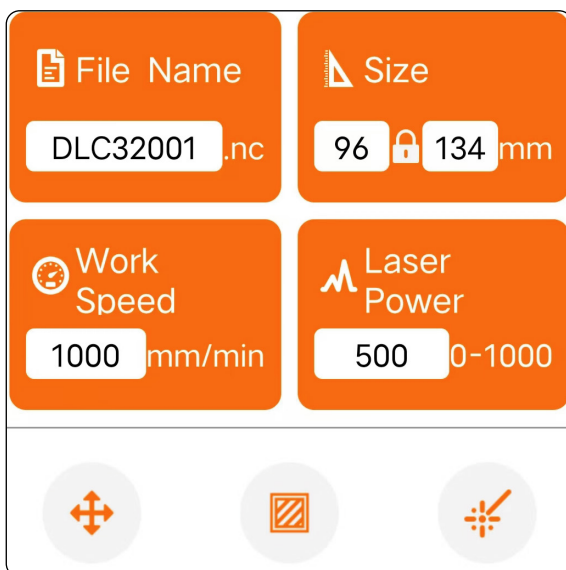 File Name
DLC32001 .nc
Size
96 134 mm
Work
Speed
1000 mm/min
Laser
Power
500 0-1000